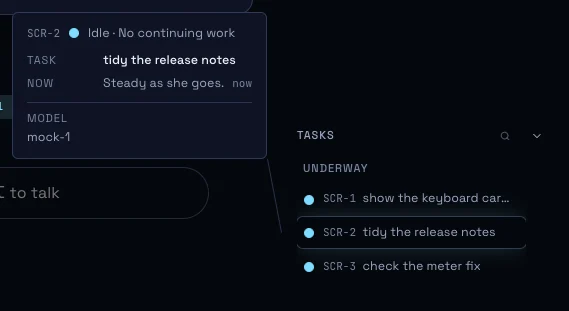 SCR-2 Idle · No continuing work
TASK tidy the release notes
NOW Steady as she goes. now
MODEL
mock-1
to talk
TASKS
UNDERWAY
SCR-1 show the keyboard car…
SCR-2 tidy the release notes
SCR-3 check the meter fix